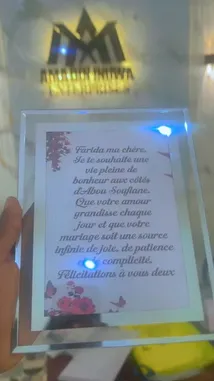 ENTERPRISES
Farida ma chère,
Je te souhaite une
vie pleine de
bonheur aux côtés
d'Abou Soufiane.
Que votre amour
grandisse chaque
jour et que votre
mariage soit une source
infinie de joie, de patience
complicité.
Félicitations à vous deux